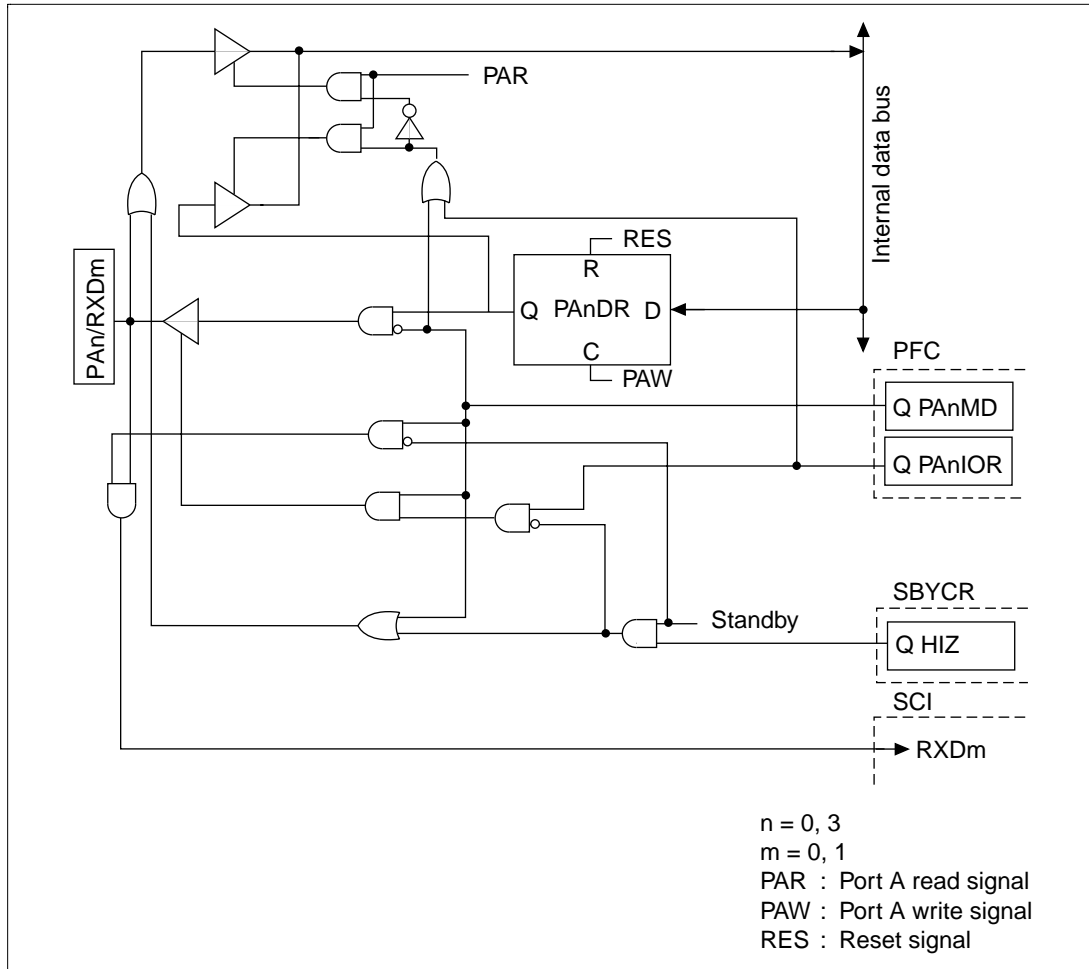 PAR
Internal data bus
RES
R
PAn/RXDm
Q PAnDR D
C
PAW
PFC
Q PAnMD
Q PAnIOR
SBYCR
Standby
Q HIZ
SCI
RXDm
n = 0, 3
m = 0, 1
PAR : Port A read signal
PAW : Port A write signal
RES : Reset signal